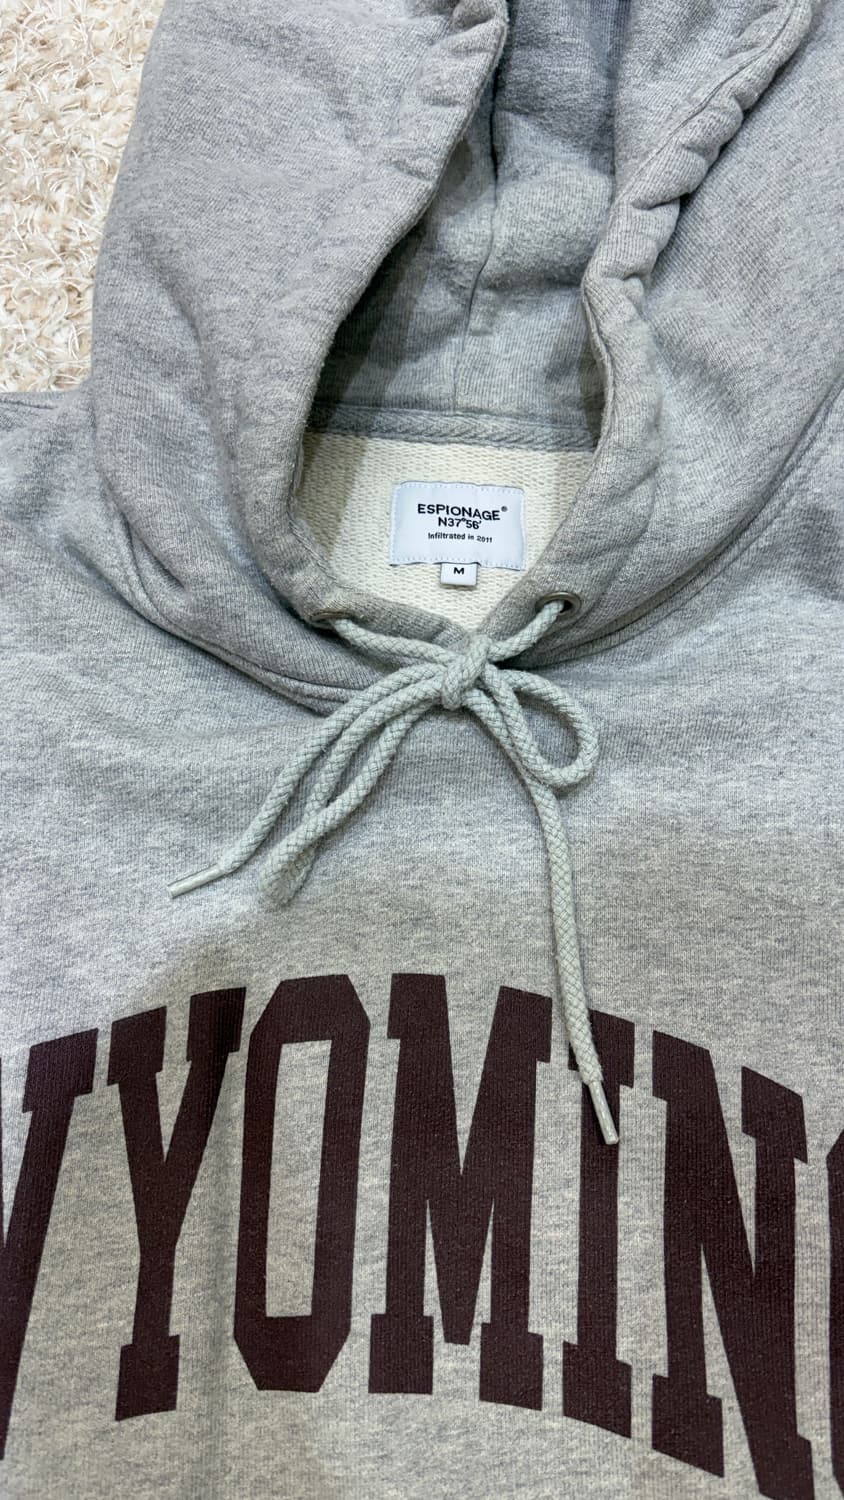 ESPIONAGE®
N37°56'
Infiltrated in 2011
M
WYOMING